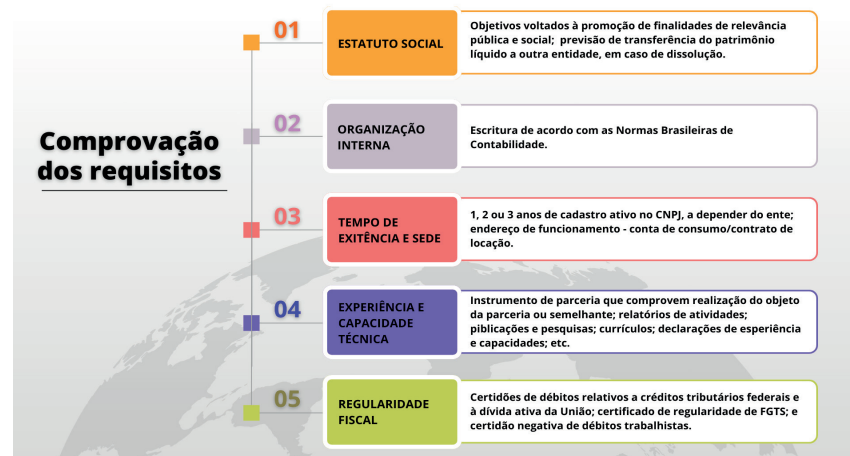 Comprovação
dos requisitos
01
ESTATUTO SOCIAL
Objetivos voltados à promoção de finalidades de relevância
pública e social;  previsão de transferência do patrimônio
líquido a outra entidade, em caso de dissolução.
02
ORGANIZAÇÃO
INTERNA
Escritura de acordo com as Normas Brasileiras de
Contabilidade.
03
TEMPO DE
EXITÊNCIA E SEDE
1, 2 ou 3 anos de cadastro ativo no CNPJ, a depender do ente;
endereço de funcionamento - conta de consumo/contrato de
locação.
04
EXPERIÊNCIA E
CAPACIDADE
TÉCNICA
Instrumento de parceria que comprovem realização do objeto
da parceria ou semelhante; relatórios de atividades;
piblicações e pesquisas; currículos; declarações de esperiência
e capacidades; etc.
05
REGULARIDADE
FISCAL
Certidões de débitos relativos a créditos tributários federais e
à dívida ativa da União; certificado de regularidade de FGTS; e
certidão negativa de débitos trabalhistas.